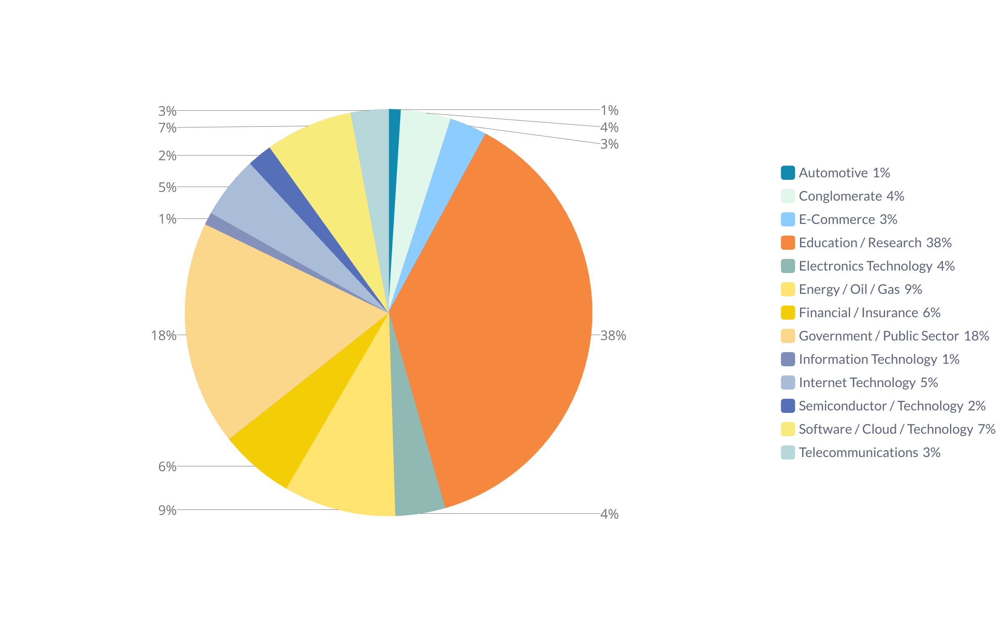 3%
7%
2%
5%
1%
18%
6%
9%
1%
4%
3%
38%
4%
Automotive 1%
Conglomerate 4%
E-Commerce 3%
Education / Research 38%
Electronics Technology 4%
Energy / Oil / Gas 9%
Financial / Insurance 6%
Government / Public Sector 18%
Information Technology 1%
Internet Technology 5%
Semiconductor / Technology 2%
Software / Cloud / Technology 7%
Telecommunications 3%